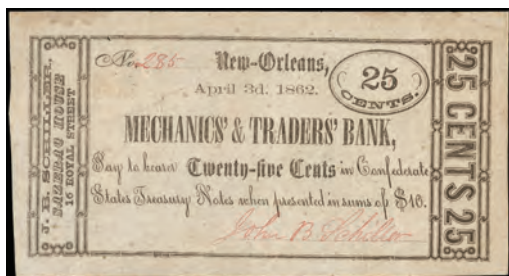 J. B. SCHILLER,
SAZERAC HOUSE
16 ROYAL STREET
No. 285
New-Orleans,
April 3d, 1862.
25
CENTS.
MECHANICS' & TRADERS' BANK,
Pay to bearer Twenty-five Cents in Confederate
States Treasury Notes when presented in sums of $10.
John B Schiller
25 CENTS 25